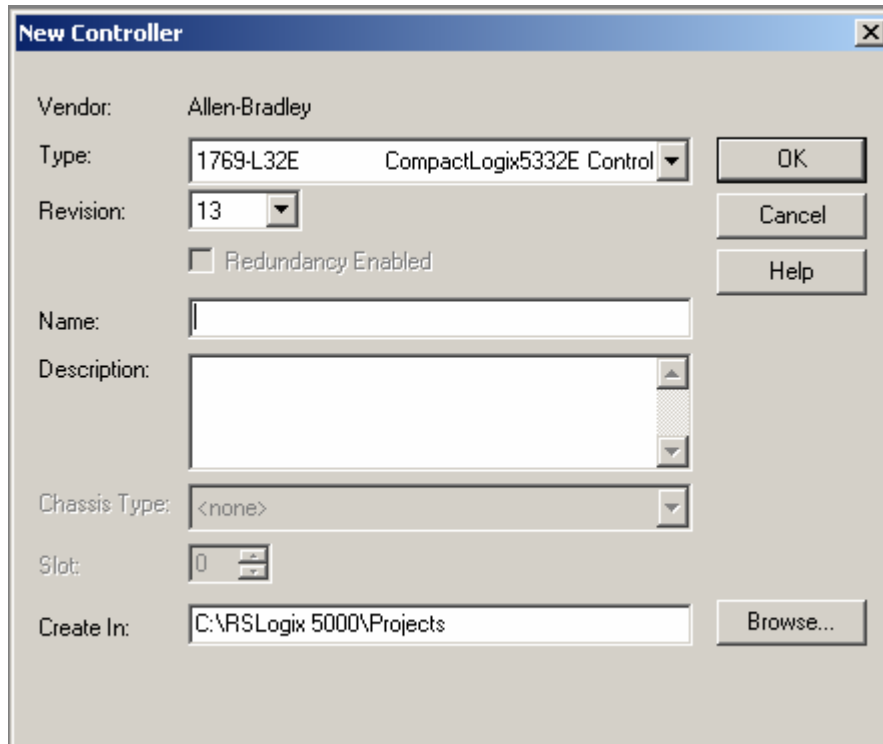 New Controller
Vendor: Allen-Bradley
Type: 1769-L32E CompactLogix5332E Control OK
Revision: 13 Cancel
Redundancy Enabled Help
Name:
Description:
Chassis Type: <none>
Slot: 0
Create In: C:\RSLogix 5000\Projects Browse...